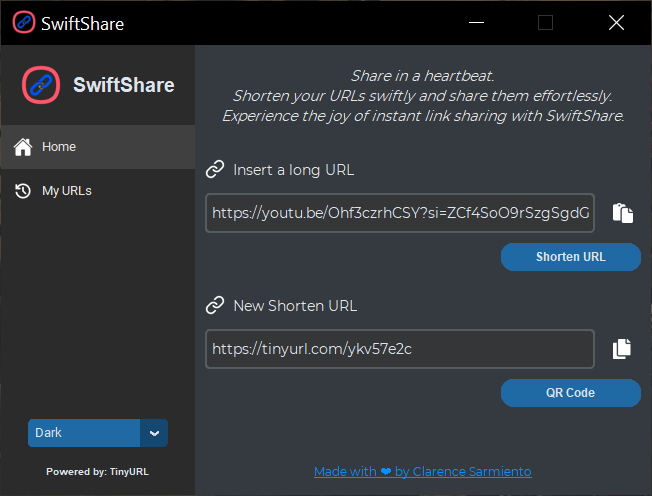 SwiftShare
SwiftShare
Home
My URLs
Dark
Powered by: TinyURL
Share in a heartbeat.
Shorten your URLs swiftly and share them effortlessly.
Experience the joy of instant link sharing with SwiftShare.
Insert a long URL
https://youtu.be/Ohf3czrhCSY?si=ZCf4SoO9rSzgSgdG
Shorten URL
New Shorten URL
https://tinyurl.com/ykv57e2c
QR Code
Made with ❤ by Clarence Sarmiento